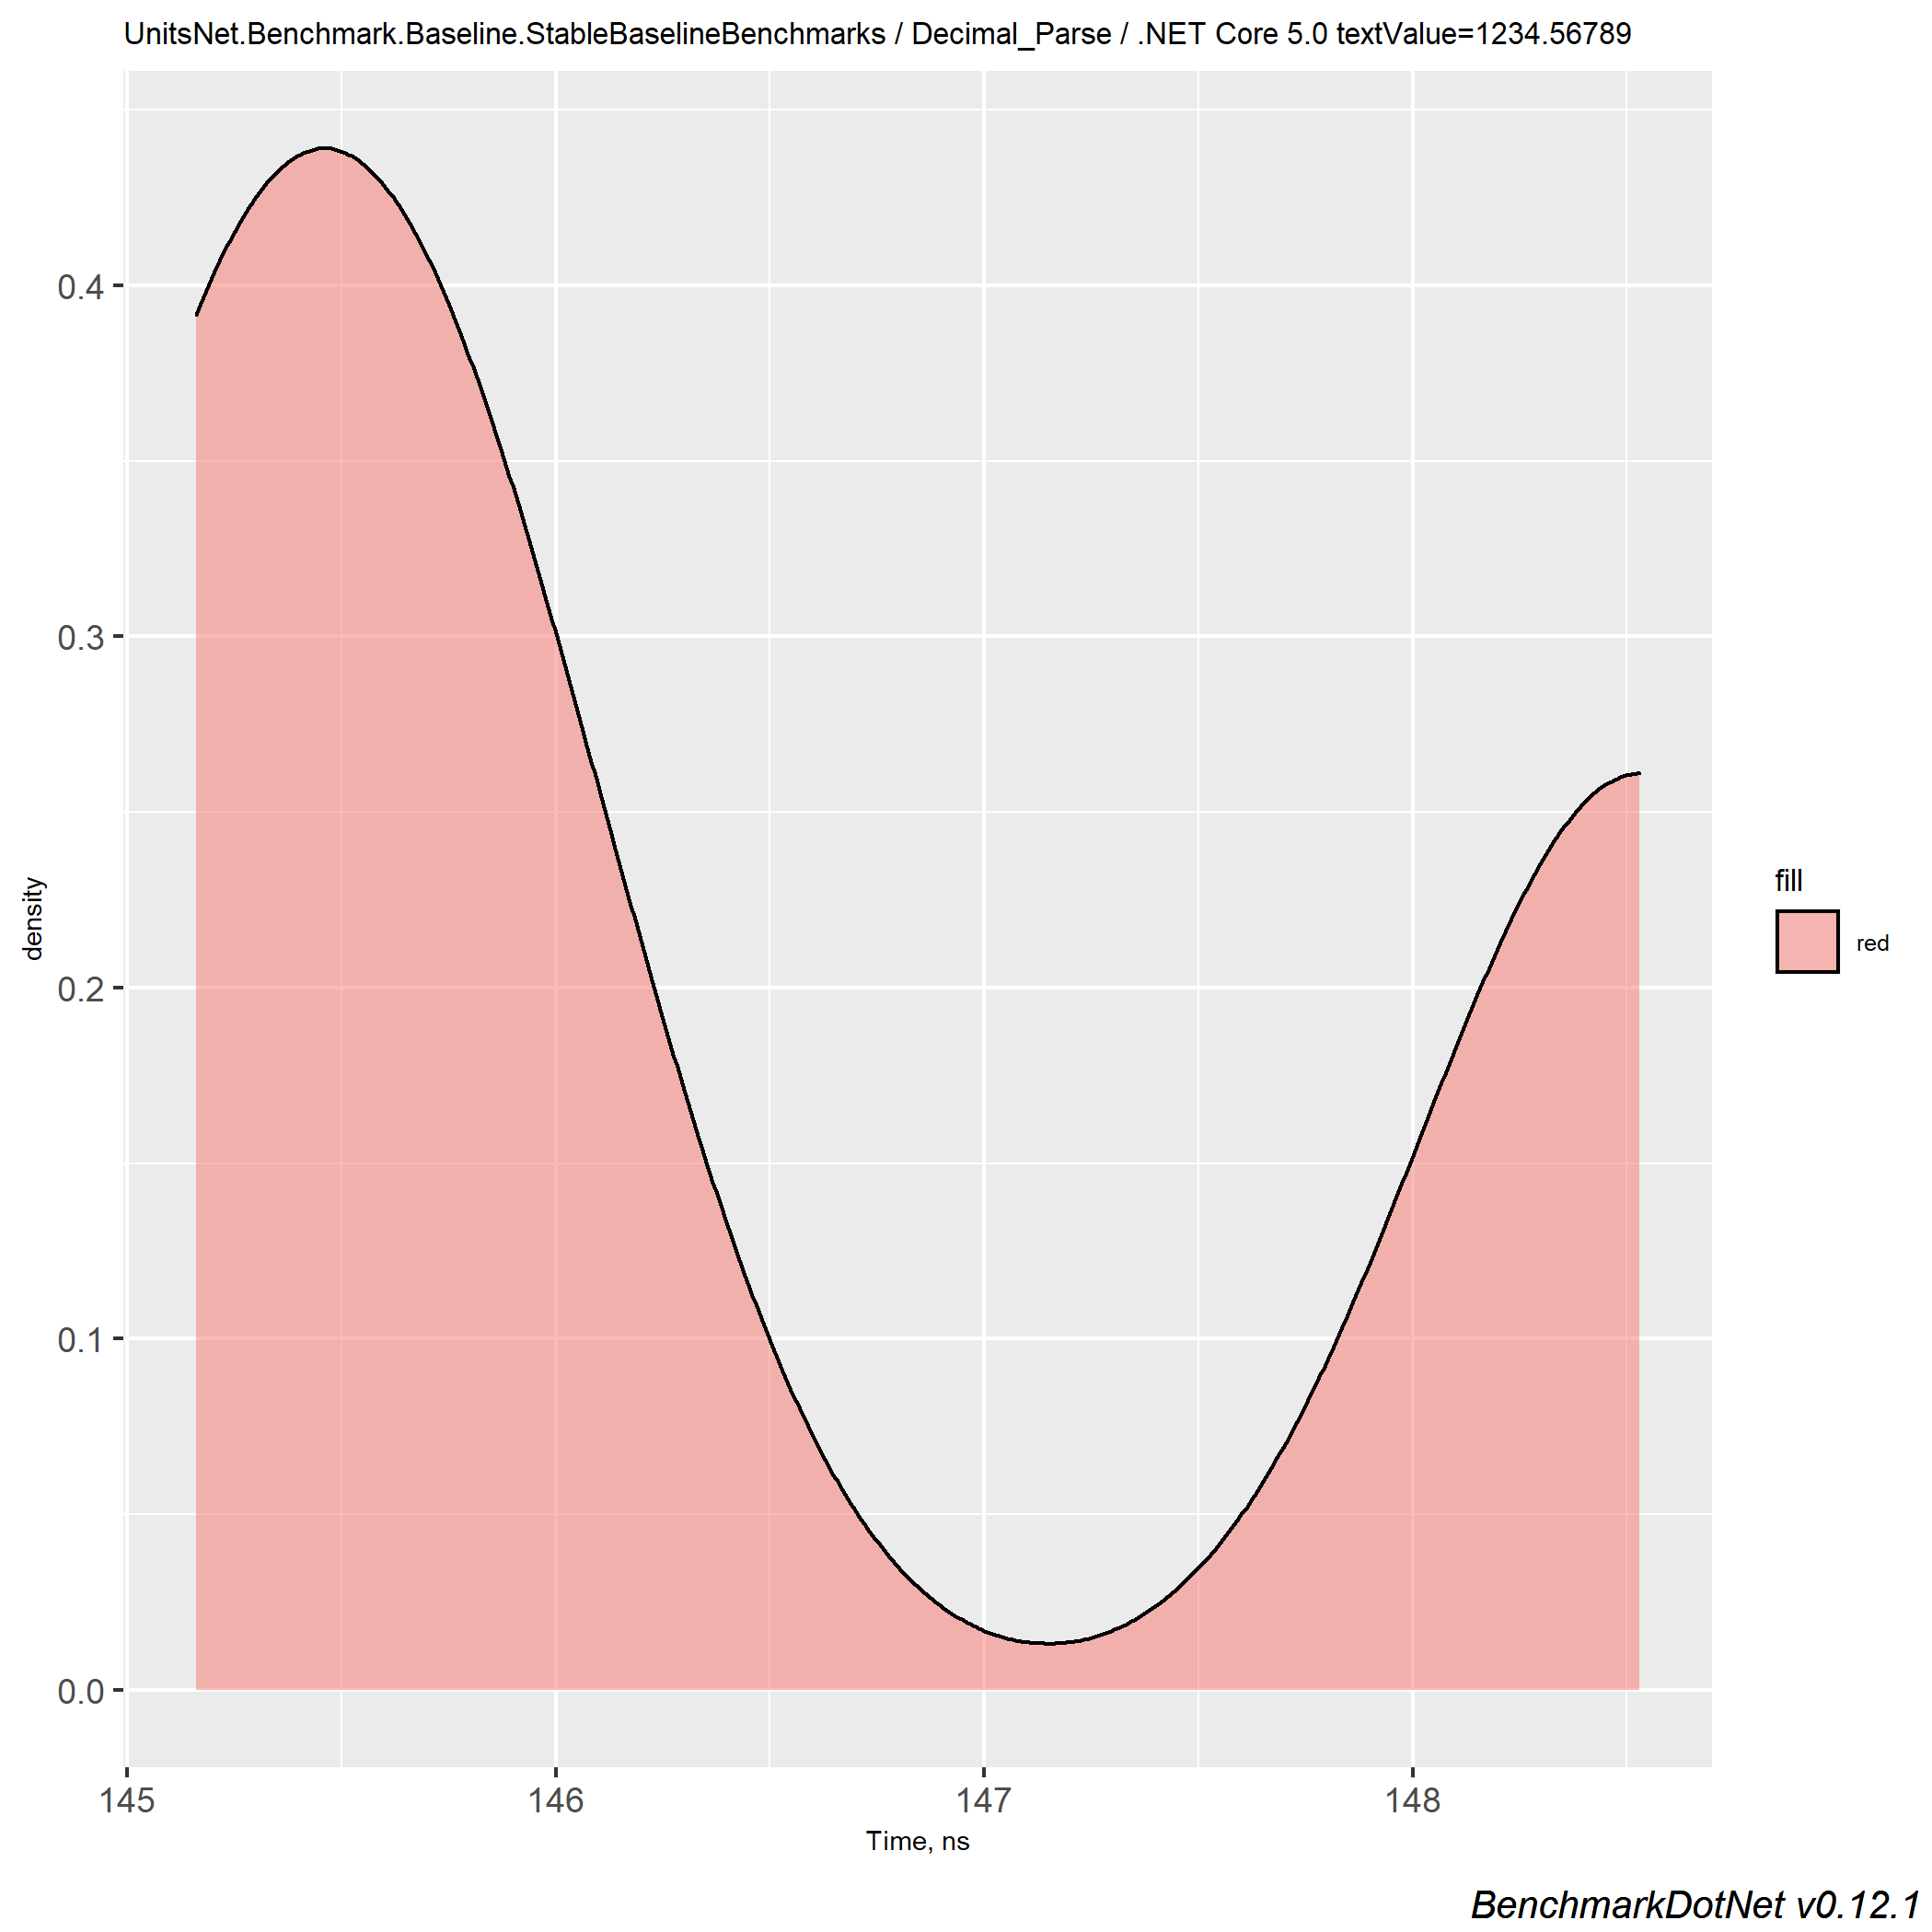 UnitsNet.Benchmark.Baseline.StableBaselineBenchmarks / Decimal_Parse / .NET Core 5.0 textValue=1234.56789
0.4
0.3
0.2
0.1
0.0
density
145 146 147 148
Time, ns
fill
red
BenchmarkDotNet v0.12.1